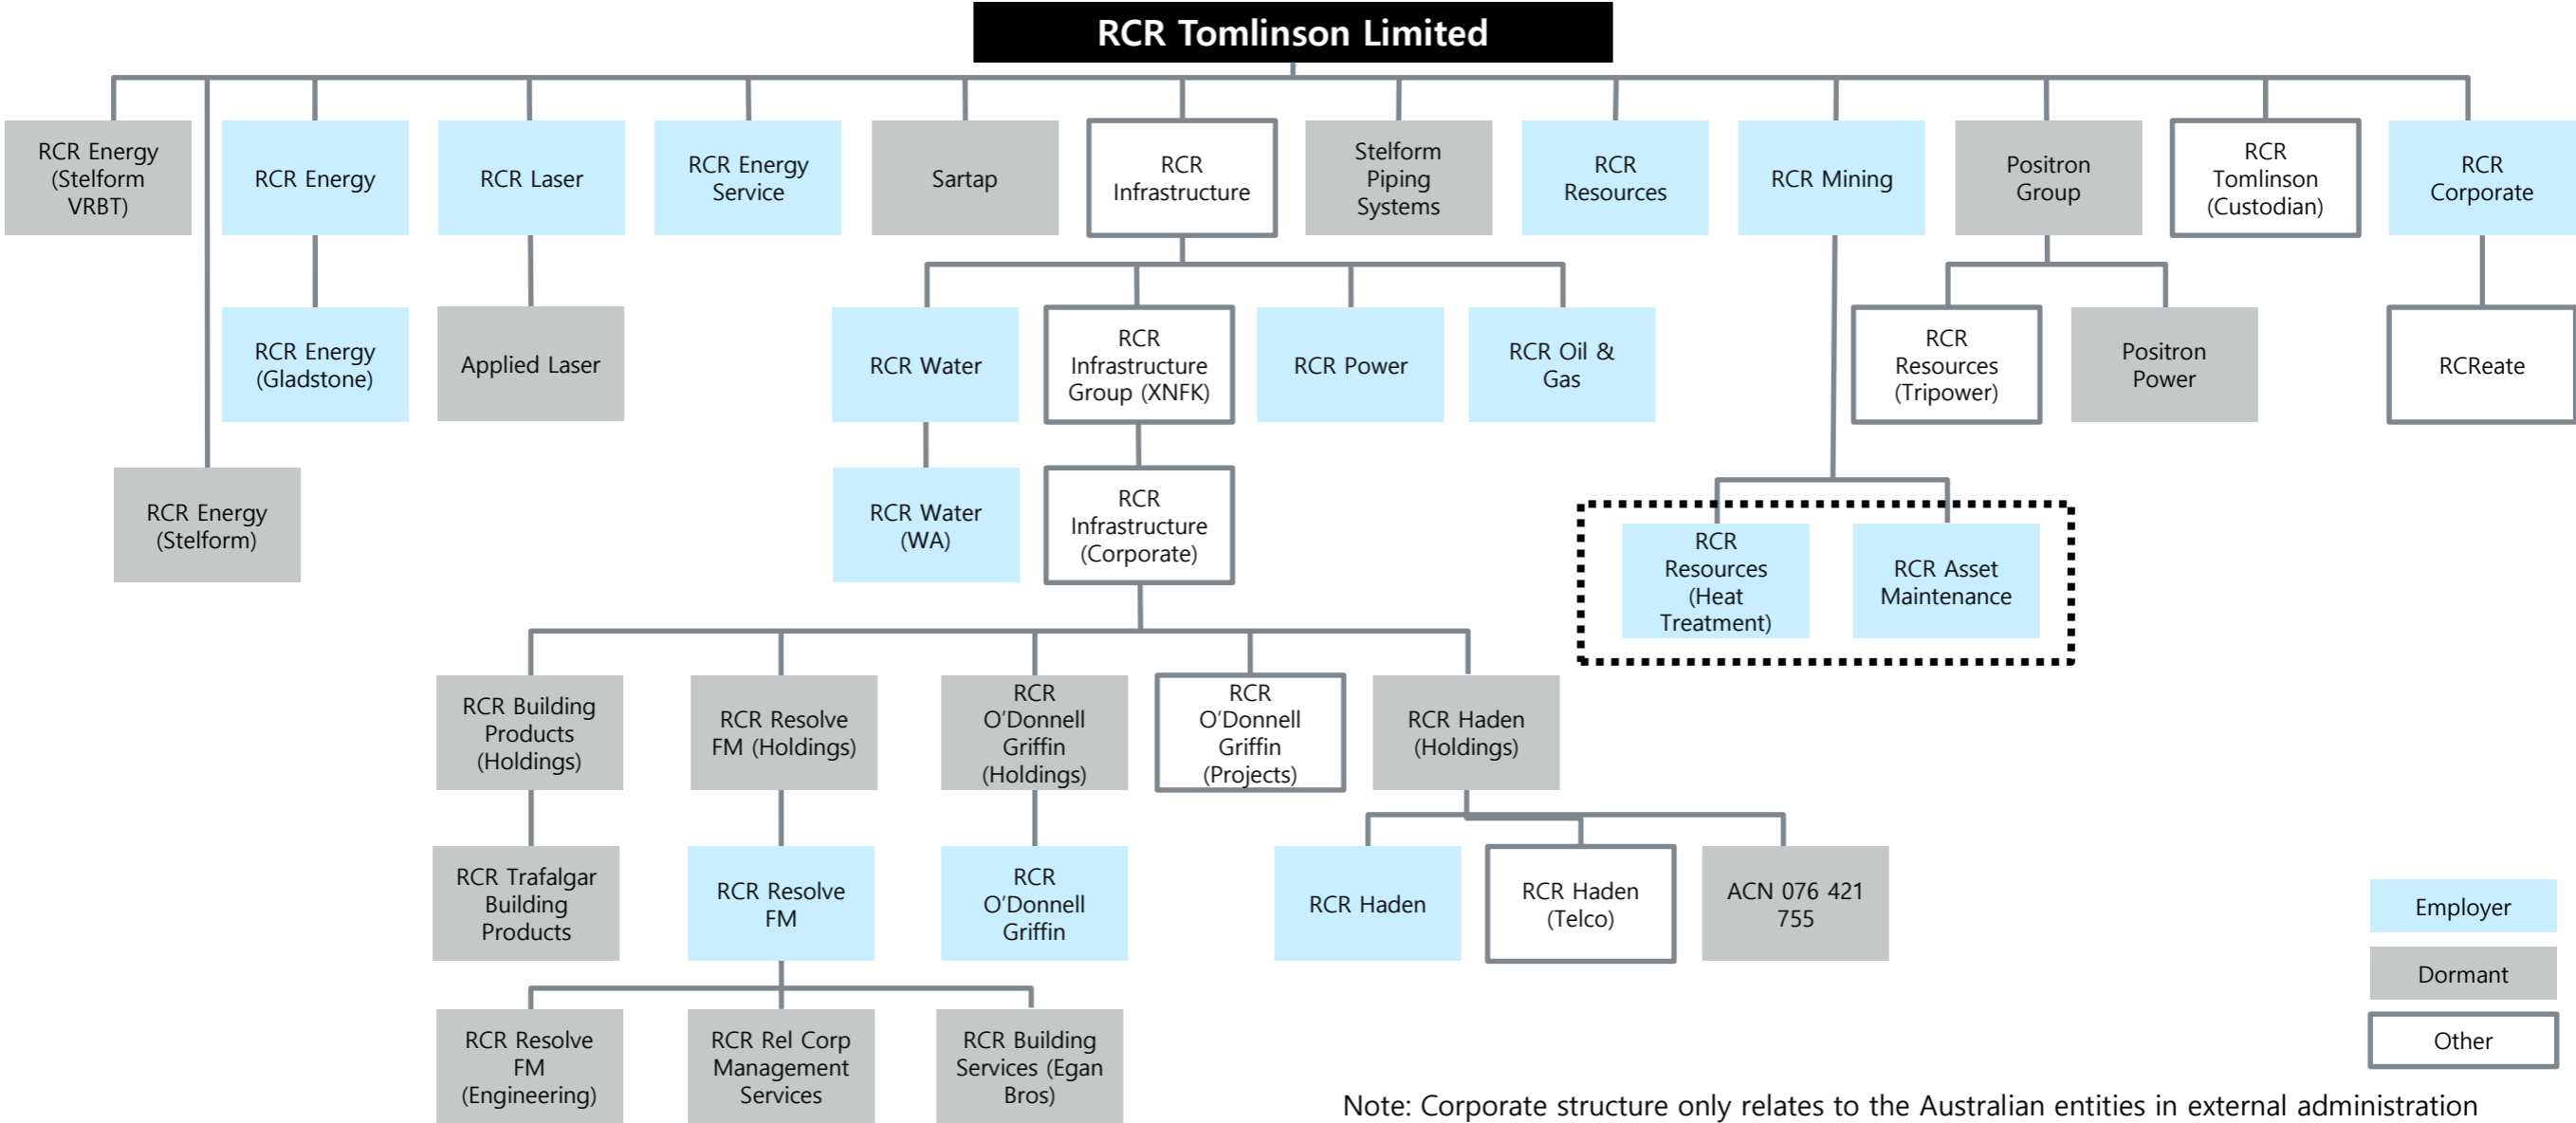 RCR Tomlinson Limited
RCR Energy
(Stelform
VRBT)
RCR Energy
RCR Laser
RCR Energy
Service
Sartap
RCR
Infrastructure
Stelform
Piping
Systems
RCR
Resources
RCR Mining
Positron
Group
RCR
Tomlinson
(Custodian)
RCR
Corporate
RCR Energy
(Gladstone)
Applied Laser
RCR Water
RCR
Infrastructure
Group (XNFK)
RCR Power
RCR Oil &
Gas
RCR
Resources
(Tripower)
Positron
Power
RCReate
RCR Energy
(Stelform)
RCR Water
(WA)
RCR
Infrastructure
(Corporate)
RCR
Resources
(Heat
Treatment)
RCR Asset
Maintenance
RCR Building
Products
(Holdings)
RCR Resolve
FM (Holdings)
RCR
O'Donnell
Griffin
(Holdings)
RCR
O'Donnell
Griffin
(Projects)
RCR Haden
(Holdings)
RCR Trafalgar
Building
Products
RCR Resolve
FM
RCR
O'Donnell
Griffin
RCR Haden
RCR Haden
(Telco)
ACN 076 421
755
Employer
Dormant
Other
RCR Resolve
FM
(Engineering)
RCR Rel Corp
Management
Services
RCR Building
Services (Egan
Bros)
Note: Corporate structure only relates to the Australian entities in external administration